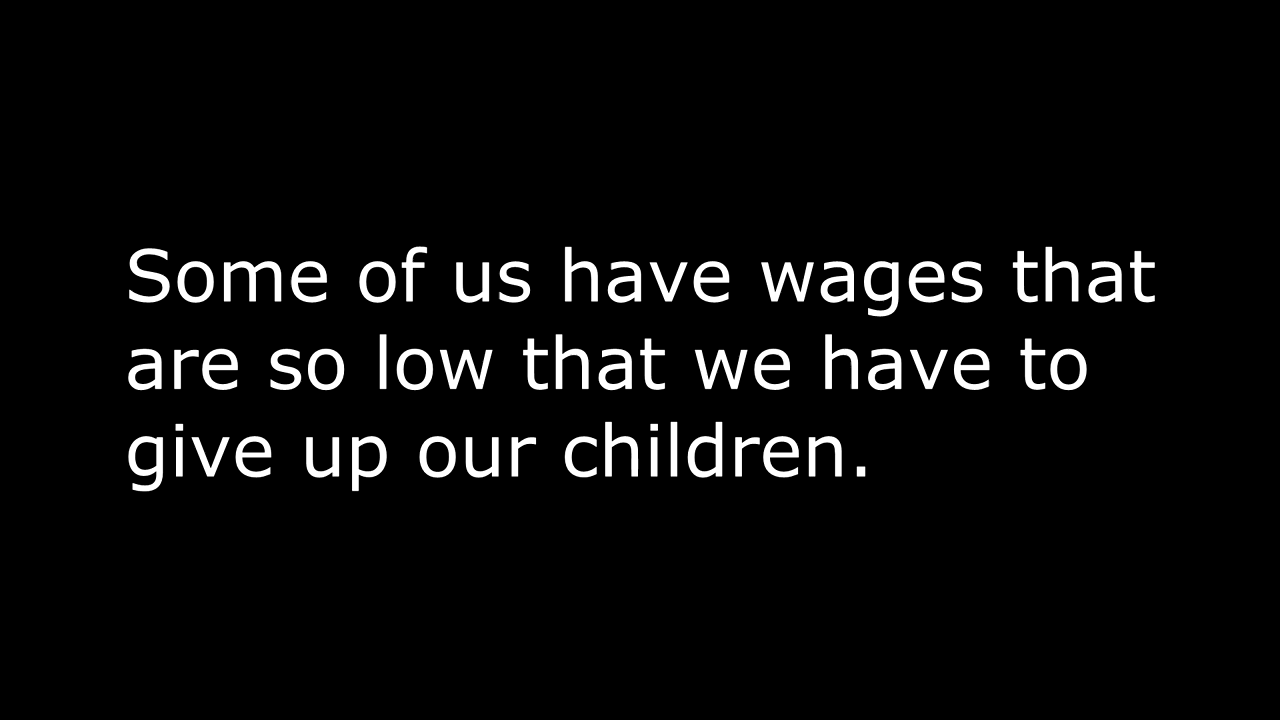 Some of us have wages that
are so low that we have to
give up our children.